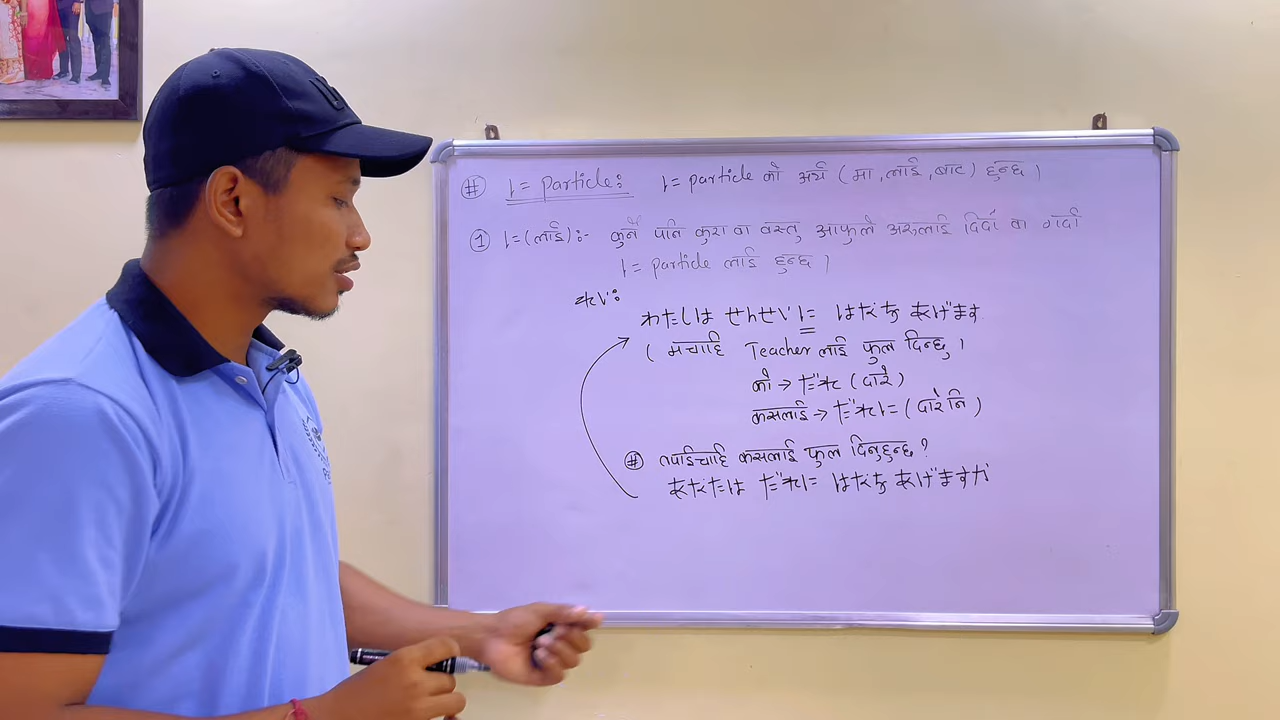 # に particle: に particle को अर्थ (मा, लाई, बाट) हुन्छ ।
① に(लाई):- कुनै पनि कुरा वा वस्तु आफुले अरुलाई दिदाँ वा गर्दा
に particle लाई हुन्छ ।
れい:
わたしは せんせいに はなを あげます
( मचाहि Teacher लाई फुल दिन्छु ।
को → だれ (दारे)
कसलाई → だれに (दारे नि )
# तपाईचाहि कसलाई फुल दिनुहुन्छ ?
あなたは だれに はなを あげますか